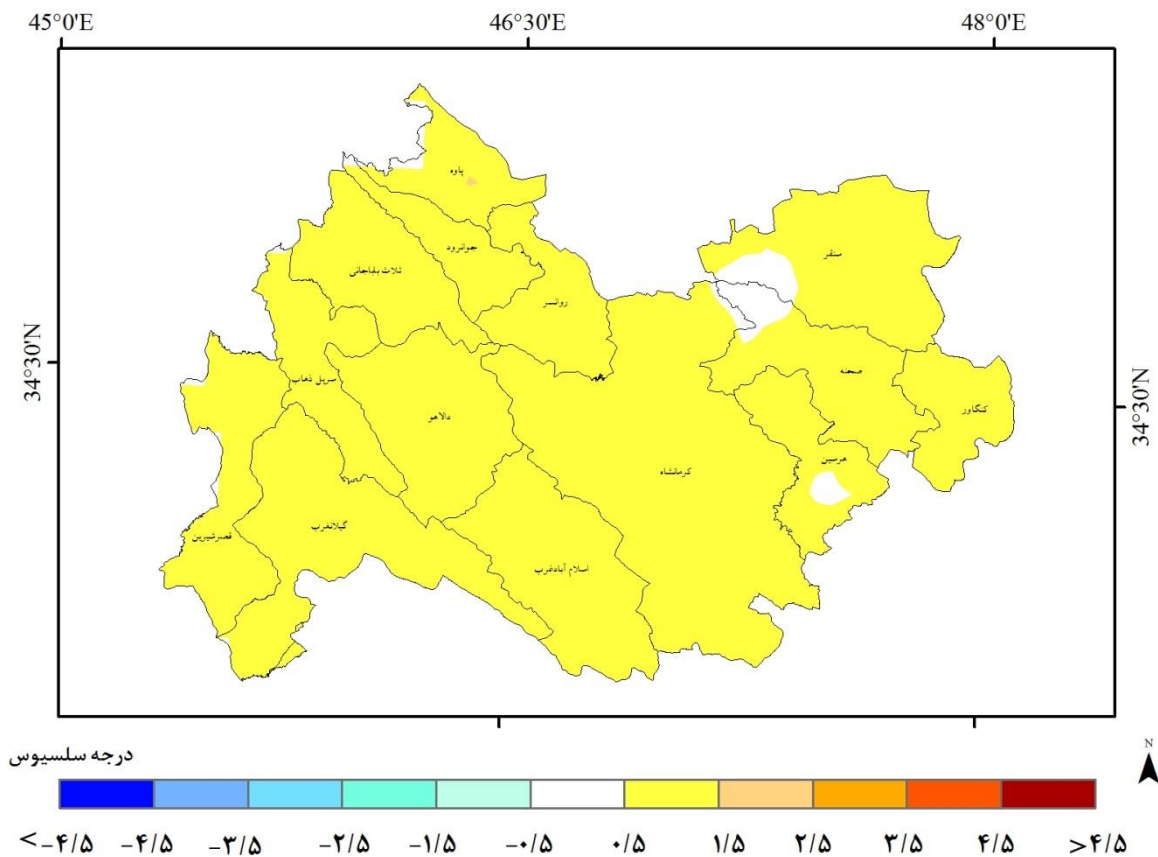 45°0'E 46°30'E 48°0'E
پاوه
جوانرود
سنقر
ثلاث باباجانی
روانسر
34°30'N
34°30'N
سرپل ذهاب
صحنه
دالاهو
کنگاور
هرسین
کرمانشاه
گیلانغرب
قصرشیرین
اسلام آبادغرب
درجه سلسیوس
N
<-۴/۵ -۴/۵ -۳/۵ -۲/۵ -۱/۵ -۰/۵ ۰/۵ ۱/۵ ۲/۵ ۳/۵ ۴/۵ >۴/۵